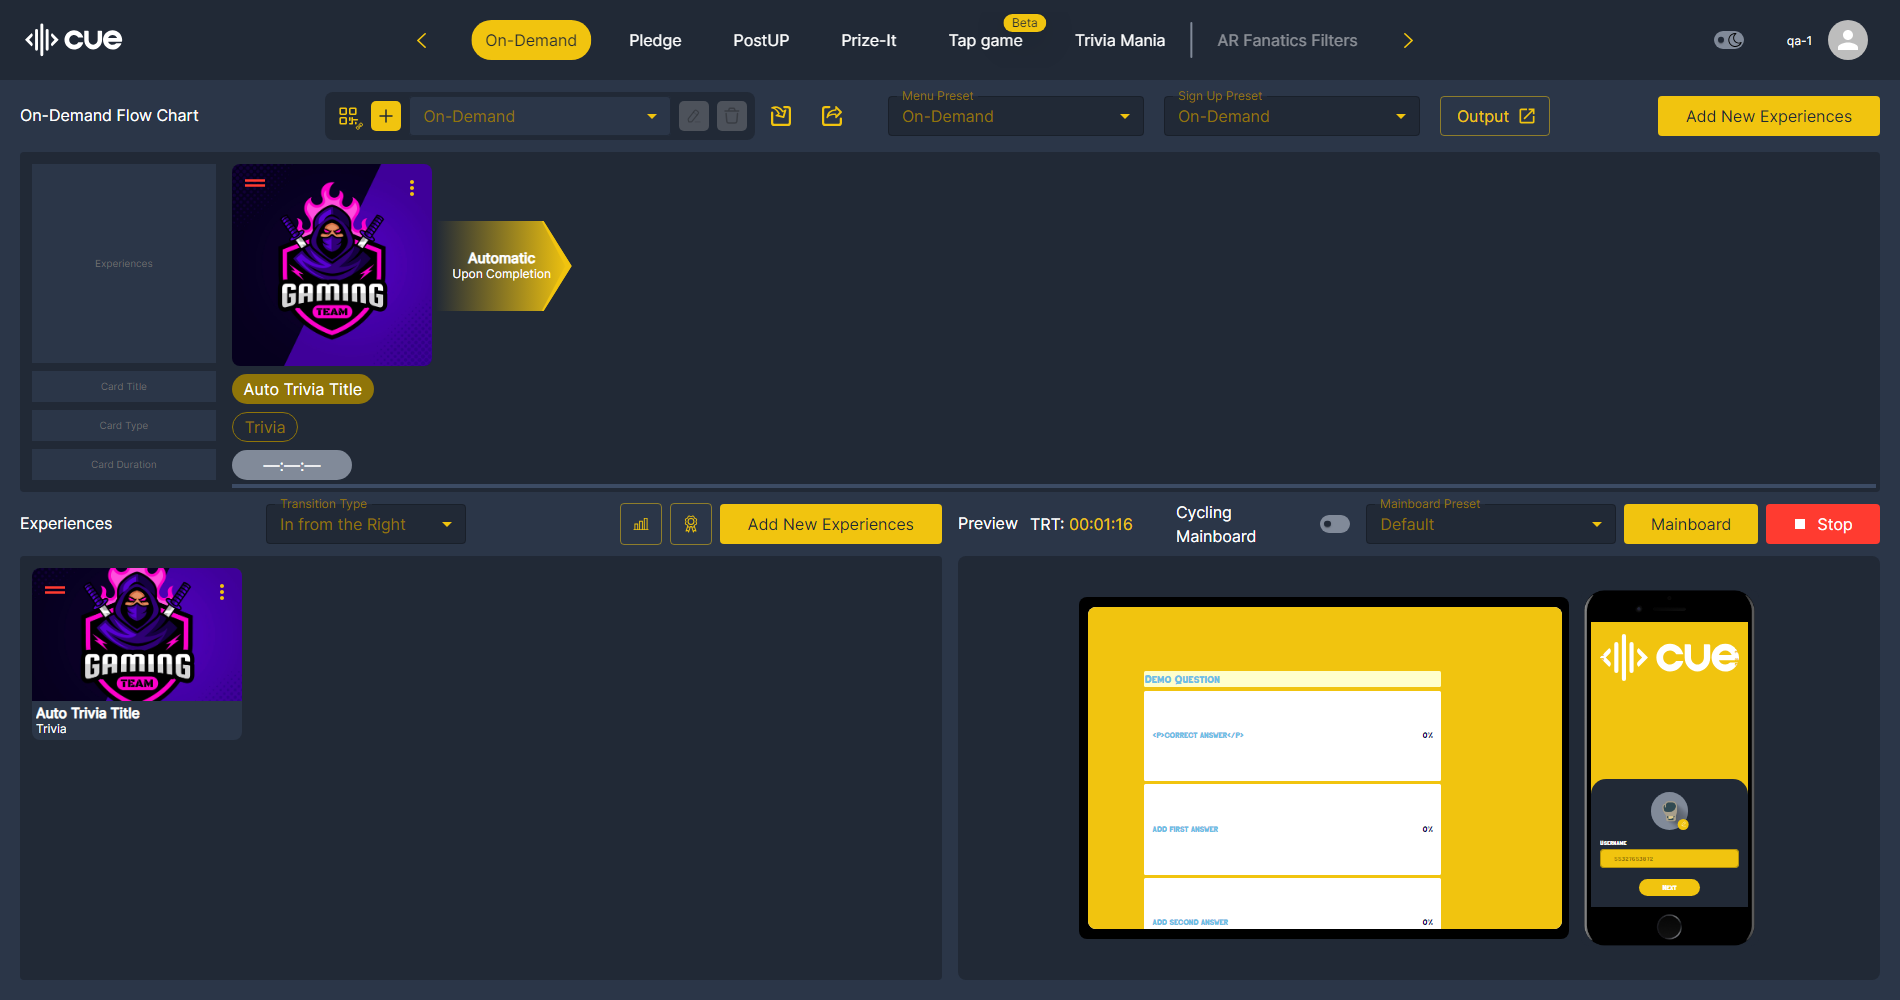 cue
On-Demand
Pledge
PostUP
Prize-It
Tap game
Beta
Trivia Mania
AR Fanatics Filters
qa-1
On-Demand Flow Chart
On-Demand
Menu Preset
On-Demand
Sign Up Preset
On-Demand
Output
Add New Experiences
Experiences
GAMING
TEAM
Automatic
Upon Completion
Card Title
Auto Trivia Title
Card Type
Trivia
Card Duration
—:—:—
Experiences
Transition Type
In from the Right
Add New Experiences
Preview
TRT: 00:01:16
Cycling
Mainboard
Mainboard Preset
Default
Mainboard
Stop
GAMING
TEAM
Auto Trivia Title
Trivia
Demo Question
<P>CORRECT ANSWER</P>
0%
ADD FIRST ANSWER
0%
ADD SECOND ANSWER
0%
cue
Username
NEXT